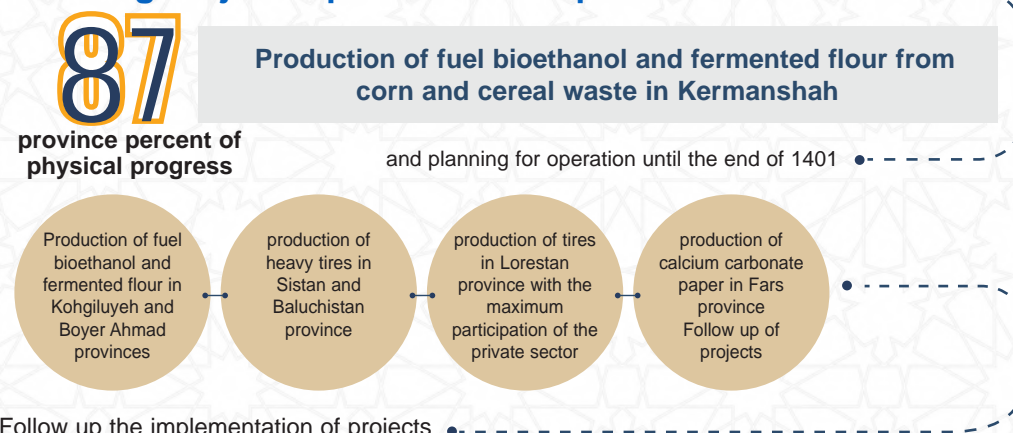 87
province percent of
physical progress
Production of fuel bioethanol and fermented flour from
corn and cereal waste in Kermanshah
and planning for operation until the end of 1401
Production of fuel
bioethanol and
fermented flour in
Kohgiluyeh and
Boyer Ahmad
provinces
production of
heavy tires in
Sistan and
Baluchistan
province
production of tires
in Lorestan
province with the
maximum
participation of the
private sector
production of
calcium carbonate
paper in Fars
province
Follow up of
projects
Follow up the implementation of projects